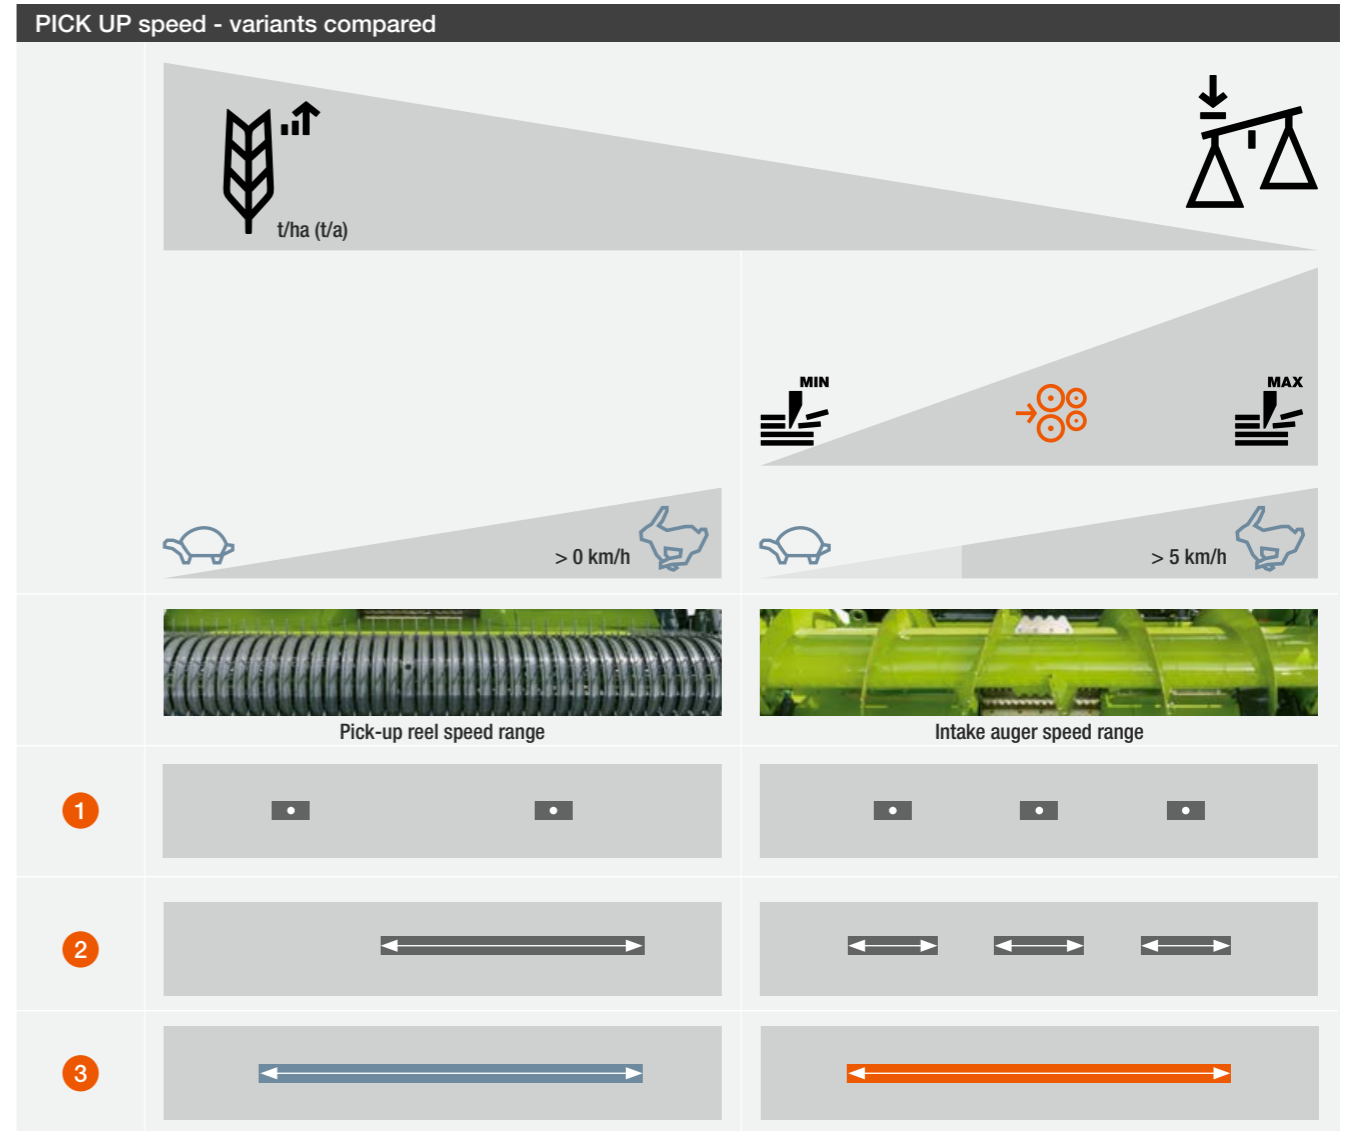 PICK UP speed - variants compared
t/ha (t/a)
MIN
MAX
> 0 km/h
> 5 km/h
Pick-up reel speed range
Intake auger speed range
1
2
3